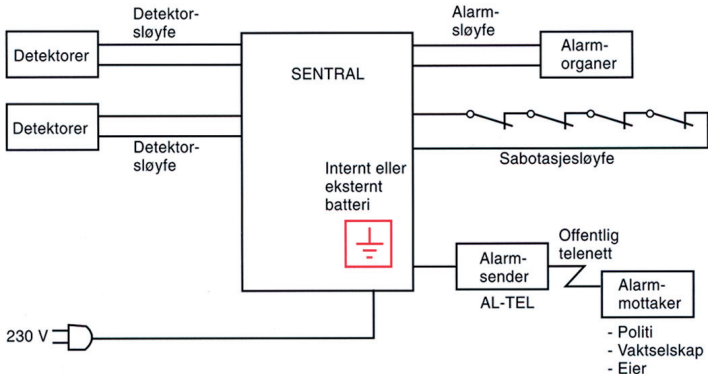 Detektor-
sløyfe
Detektorer
Detektorer
Detektor-
sløyfe
SENTRAL
Internt eller
eksternt
batteri
Alarm-
sløyfe
Alarm-
organer
Sabotasjesløyfe
Alarm-
sender
AL-TEL
Offentlig
telenett
Alarm-
mottaker
- Politi
- Vaktselskap
- Eier
230 V